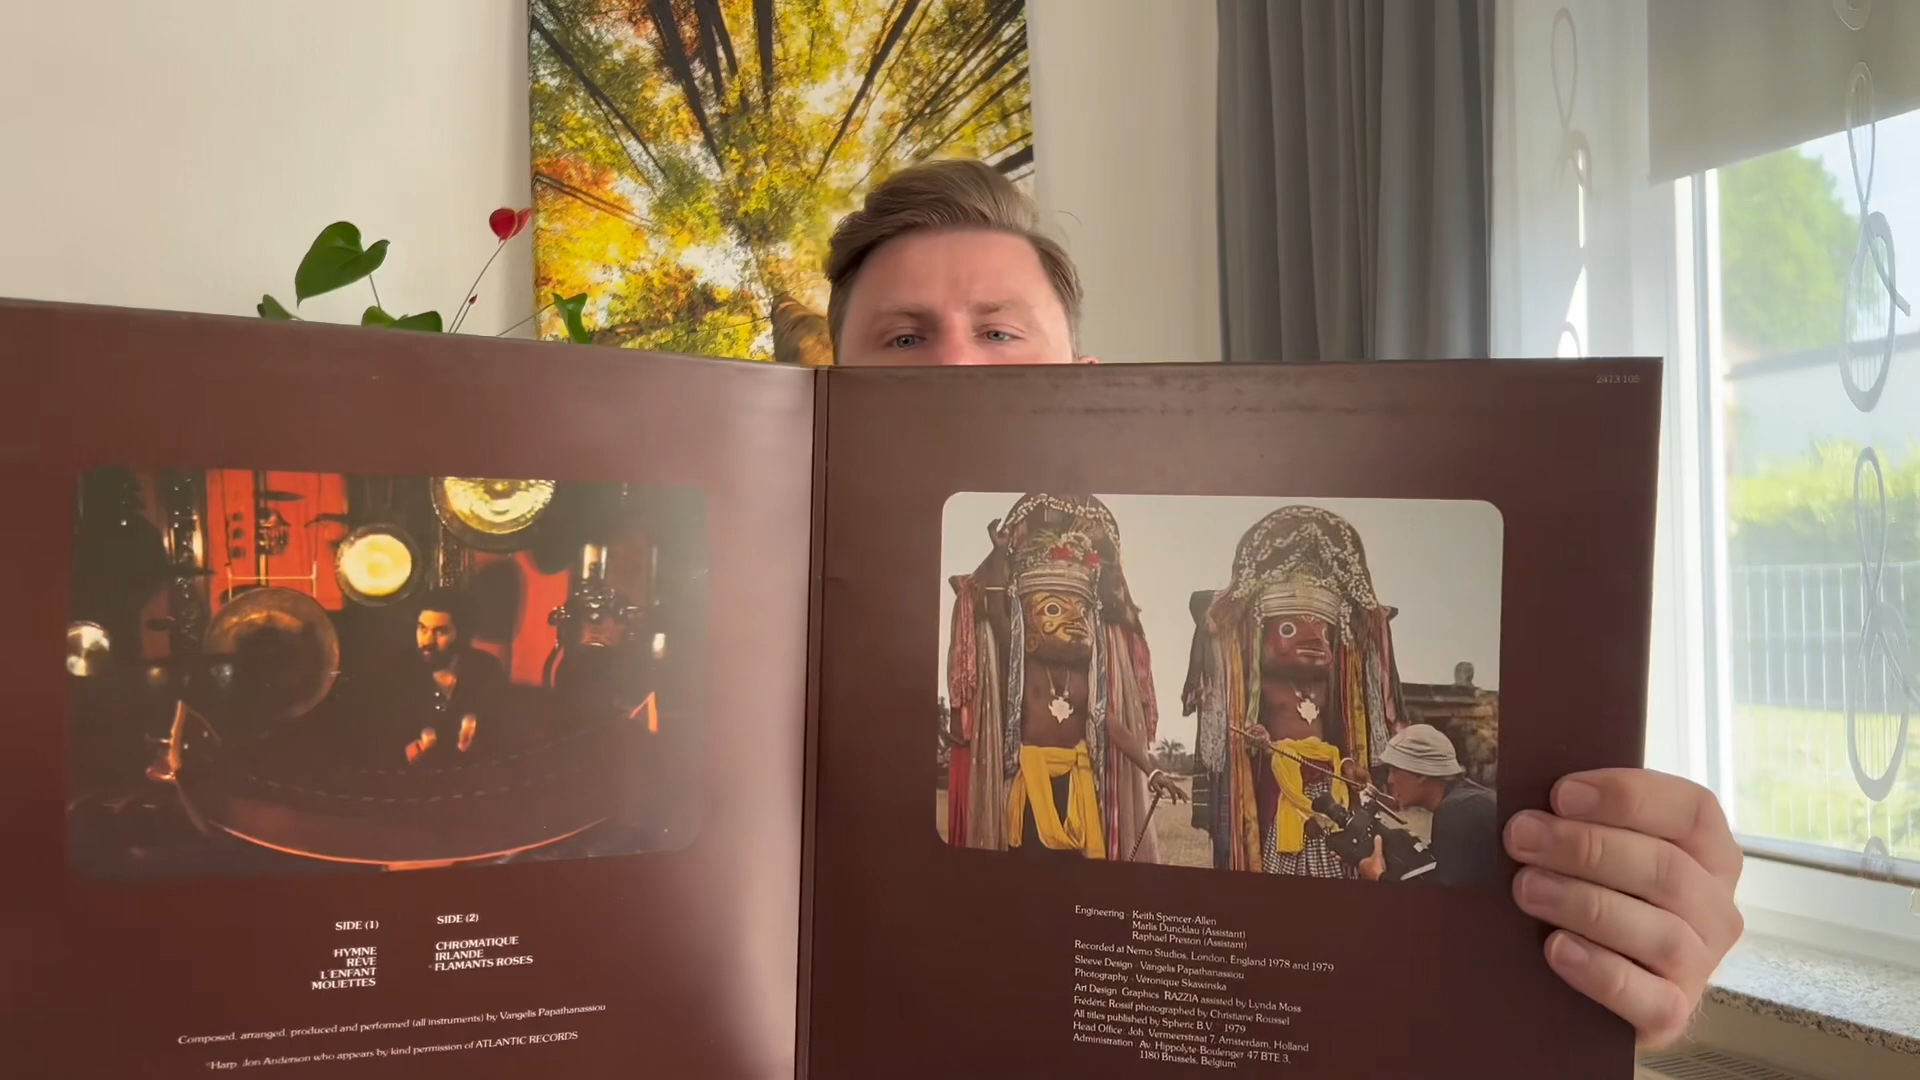 2473 105
SIDE (1)
HYMNE
RÊVE
L'ENFANT
MOUETTES
SIDE (2)
CHROMATIQUE
IRLANDE
*FLAMANTS ROSES
Composed, arranged, produced and performed (all instruments) by Vangelis Papathanassiou
*Harp Jon Anderson who appears by kind permission of ATLANTIC RECORDS
Engineering - Keith Spencer-Allen
Marlis Duncklau (Assistant)
Raphael Preston (Assistant)
Recorded at Nemo Studios, London, England 1978 and 1979
Sleeve Design - Vangelis Papathanassiou
Photography - Véronique Skawinska
Art Design Graphics RAZZIA assisted by Lynda Moss
Frédéric Rossif photographed by Christiane Roussel
All titles published by Spheric B.V. 1979
Head Office: Joh. Vermeerstraat 7, Amsterdam, Holland
Administration: Av. Hippolyte Boulenger 47 BTE 3,
1180 Brussels, Belgium